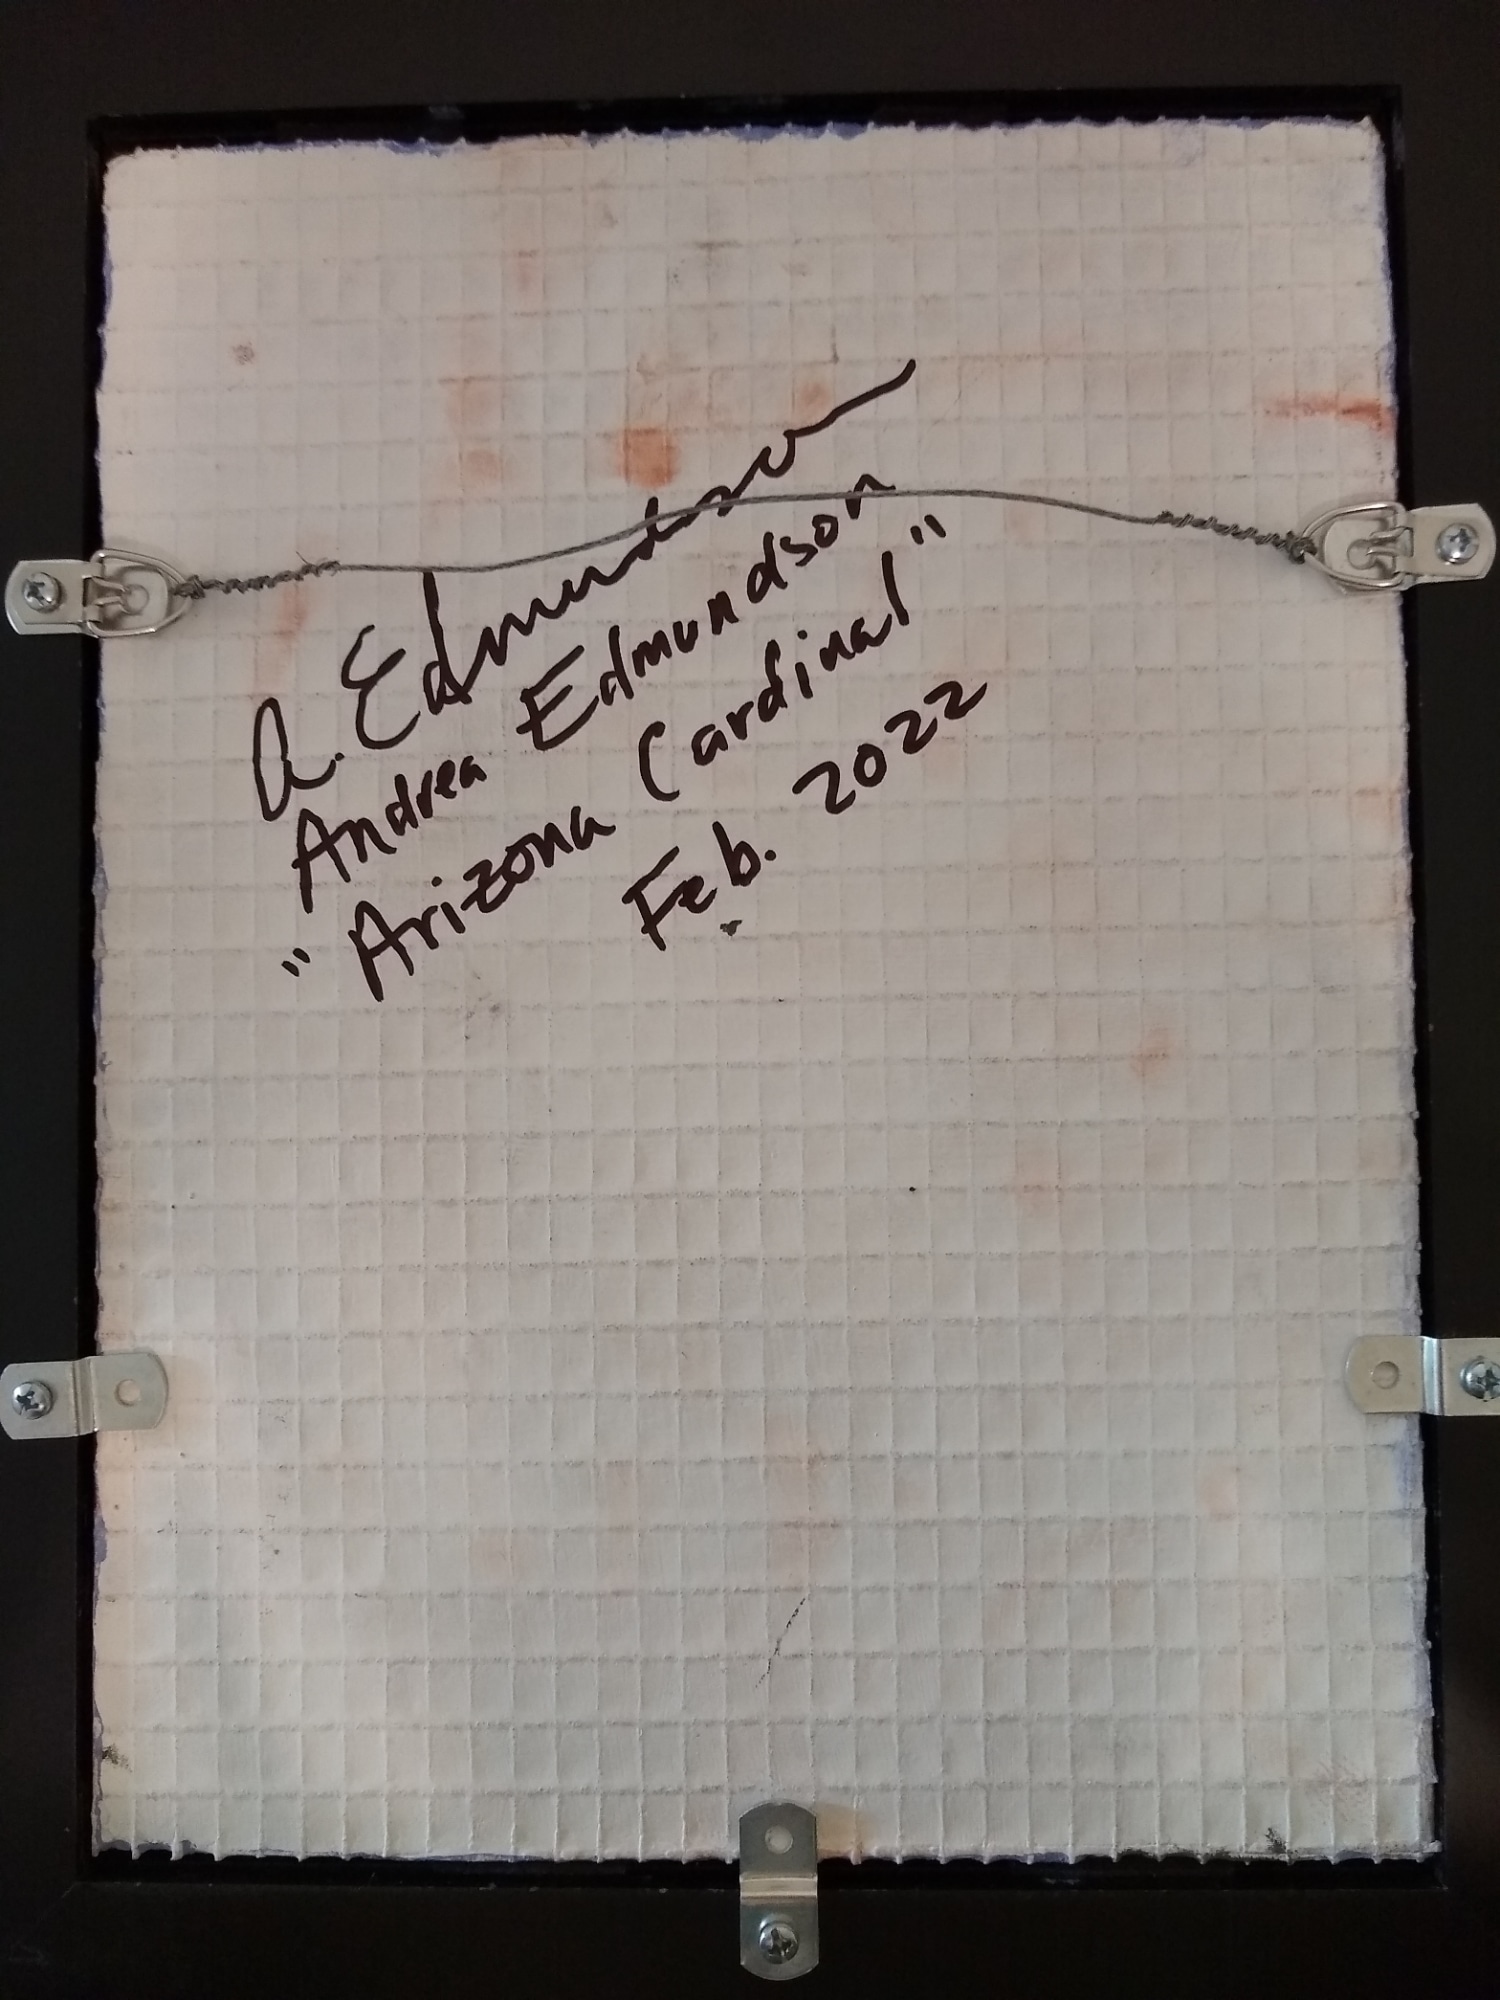 A. Edmundson
Andrea Edmundson
"Arizona Cardinal"
Feb. 2022